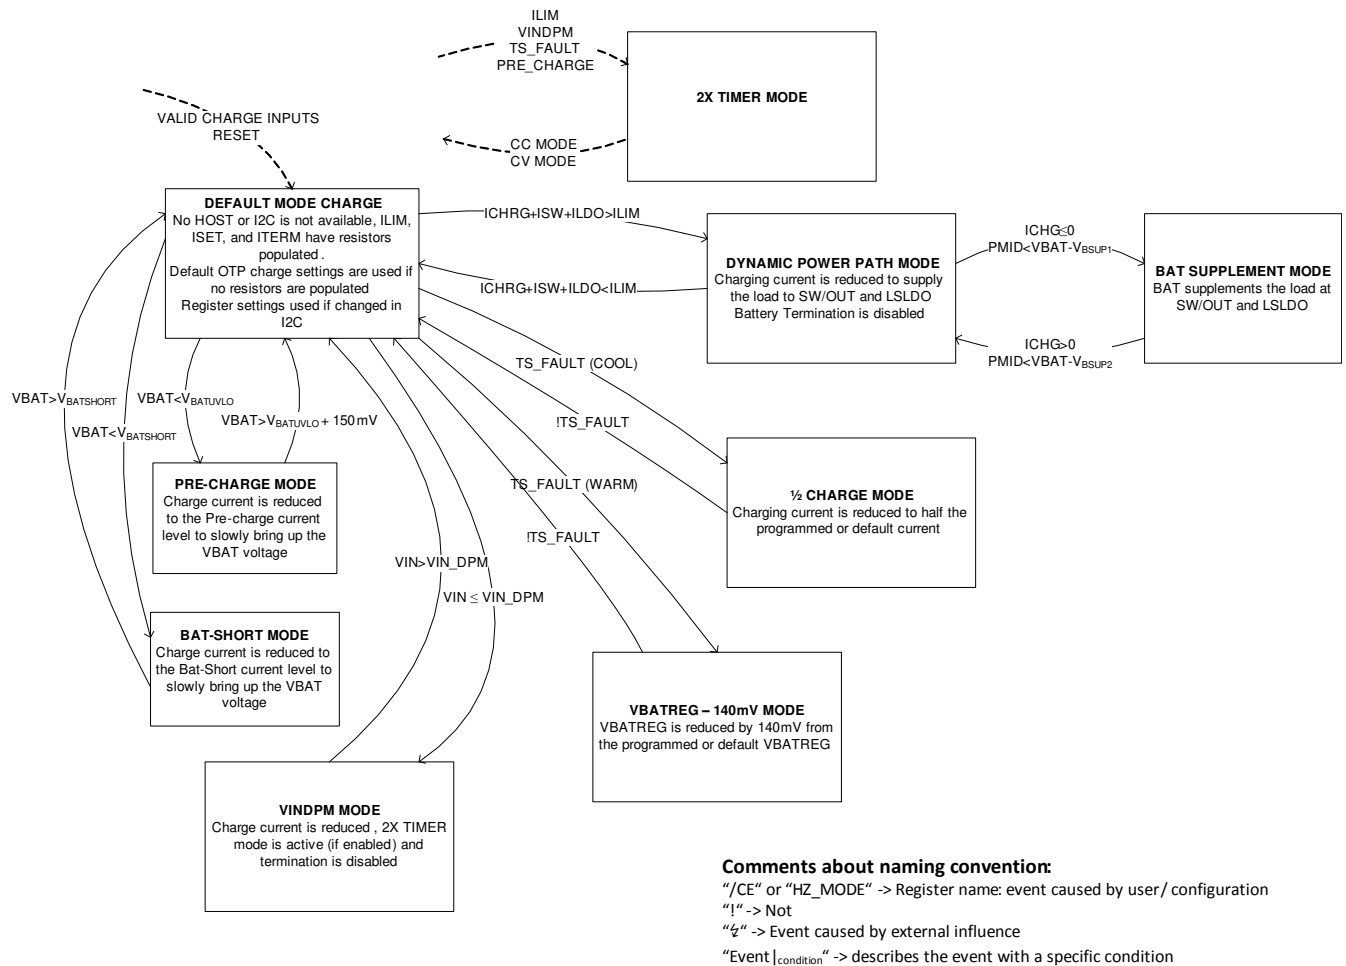 ILIM
VINDPM
TS_FAULT
PRE_CHARGE
2X TIMER MODE
VALID CHARGE INPUTS
RESET
CC MODE
CV MODE
DEFAULT MODE CHARGE
No HOST or I2C is not available, ILIM,
ISET, and ITERM have resistors
populated .
Default OTP charge settings are used if
no resistors are populated
Register settings used if changed in
I2C
ICHRG+ISW+ILDO>ILIM
ICHRG+ISW+ILDO<ILIM
DYNAMIC POWER PATH MODE
Charging current is reduced to supply
the load to SW/OUT and LSLDO
Battery Termination is disabled
ICHG≤0
PMID<VBAT-VBSUP1
ICHG>0
PMID<VBAT-VBSUP2
BAT SUPPLEMENT MODE
BAT supplements the load at
SW/OUT and LSLDO
TS_FAULT (COOL)
!TS_FAULT
VBAT>VBATSHORT
VBAT<VBATUVLO
VBAT>VBATUVLO + 150mV
VBAT<VBATSHORT
PRE-CHARGE MODE
Charge current is reduced
to the Pre-charge current
level to slowly bring up the
VBAT voltage
½ CHARGE MODE
Charging current is reduced to half the
programmed or default current
TS_FAULT (WARM)
!TS_FAULT
VIN>VIN_DPM
VIN ≤ VIN_DPM
BAT-SHORT MODE
Charge current is reduced to
the Bat-Short current level to
slowly bring up the VBAT
voltage
VBATREG – 140mV MODE
VBATREG is reduced by 140mV from
the programmed or default VBATREG
VINDPM MODE
Charge current is reduced , 2X TIMER
mode is active (if enabled) and
termination is disabled
Comments about naming convention:
“/CE“ or “HZ_MODE“ -> Register name: event caused by user/ configuration
“!“ -> Not
“↯“ -> Event caused by external influence
“Event|condition“ -> describes the event with a specific condition